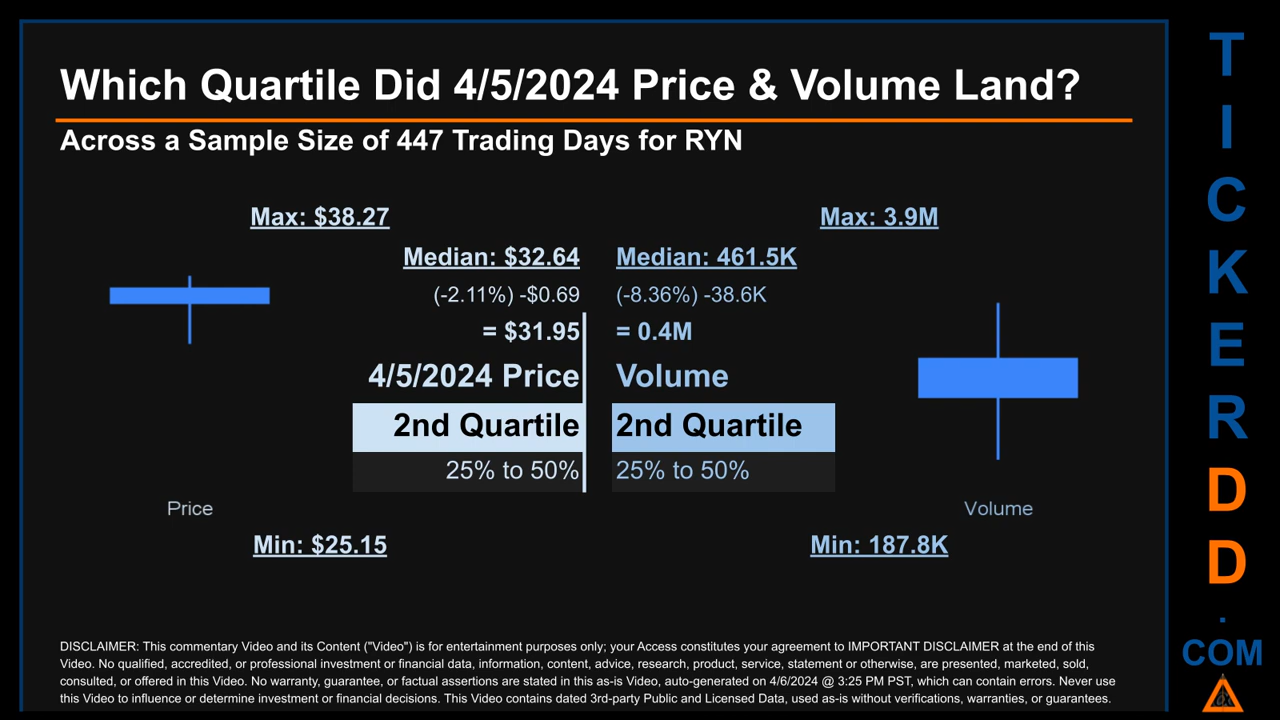 Which Quartile Did 4/5/2024 Price & Volume Land?
Across a Sample Size of 447 Trading Days for RYN
Max: $38.27
Max: 3.9M
Median: $32.64
Median: 461.5K
(-2.11%) -$0.69
(-8.36%) -38.6K
= $31.95
= 0.4M
4/5/2024 Price
Volume
2nd Quartile
2nd Quartile
25% to 50%
25% to 50%
Price
Volume
Min: $25.15
Min: 187.8K
DISCLAIMER: This commentary Video and its Content ("Video") is for entertainment purposes only; your Access constitutes your agreement to IMPORTANT DISCLAIMER at the end of this
Video. No qualified, accredited, or professional investment or financial data, information, content, advice, research, product, service, statement or otherwise, are presented, marketed, sold,
consulted, or offered in this Video. No warranty, guarantee, or factual assertions are stated in this as-is Video, auto-generated on 4/6/2024 @ 3:25 PM PST, which can contain errors. Never use
this Video to influence or determine investment or financial decisions. This Video contains dated 3rd-party Public and Licensed Data, used as-is without verifications, warranties, or guarantees.
T
I
C
K
E
R
D
D
.
COM